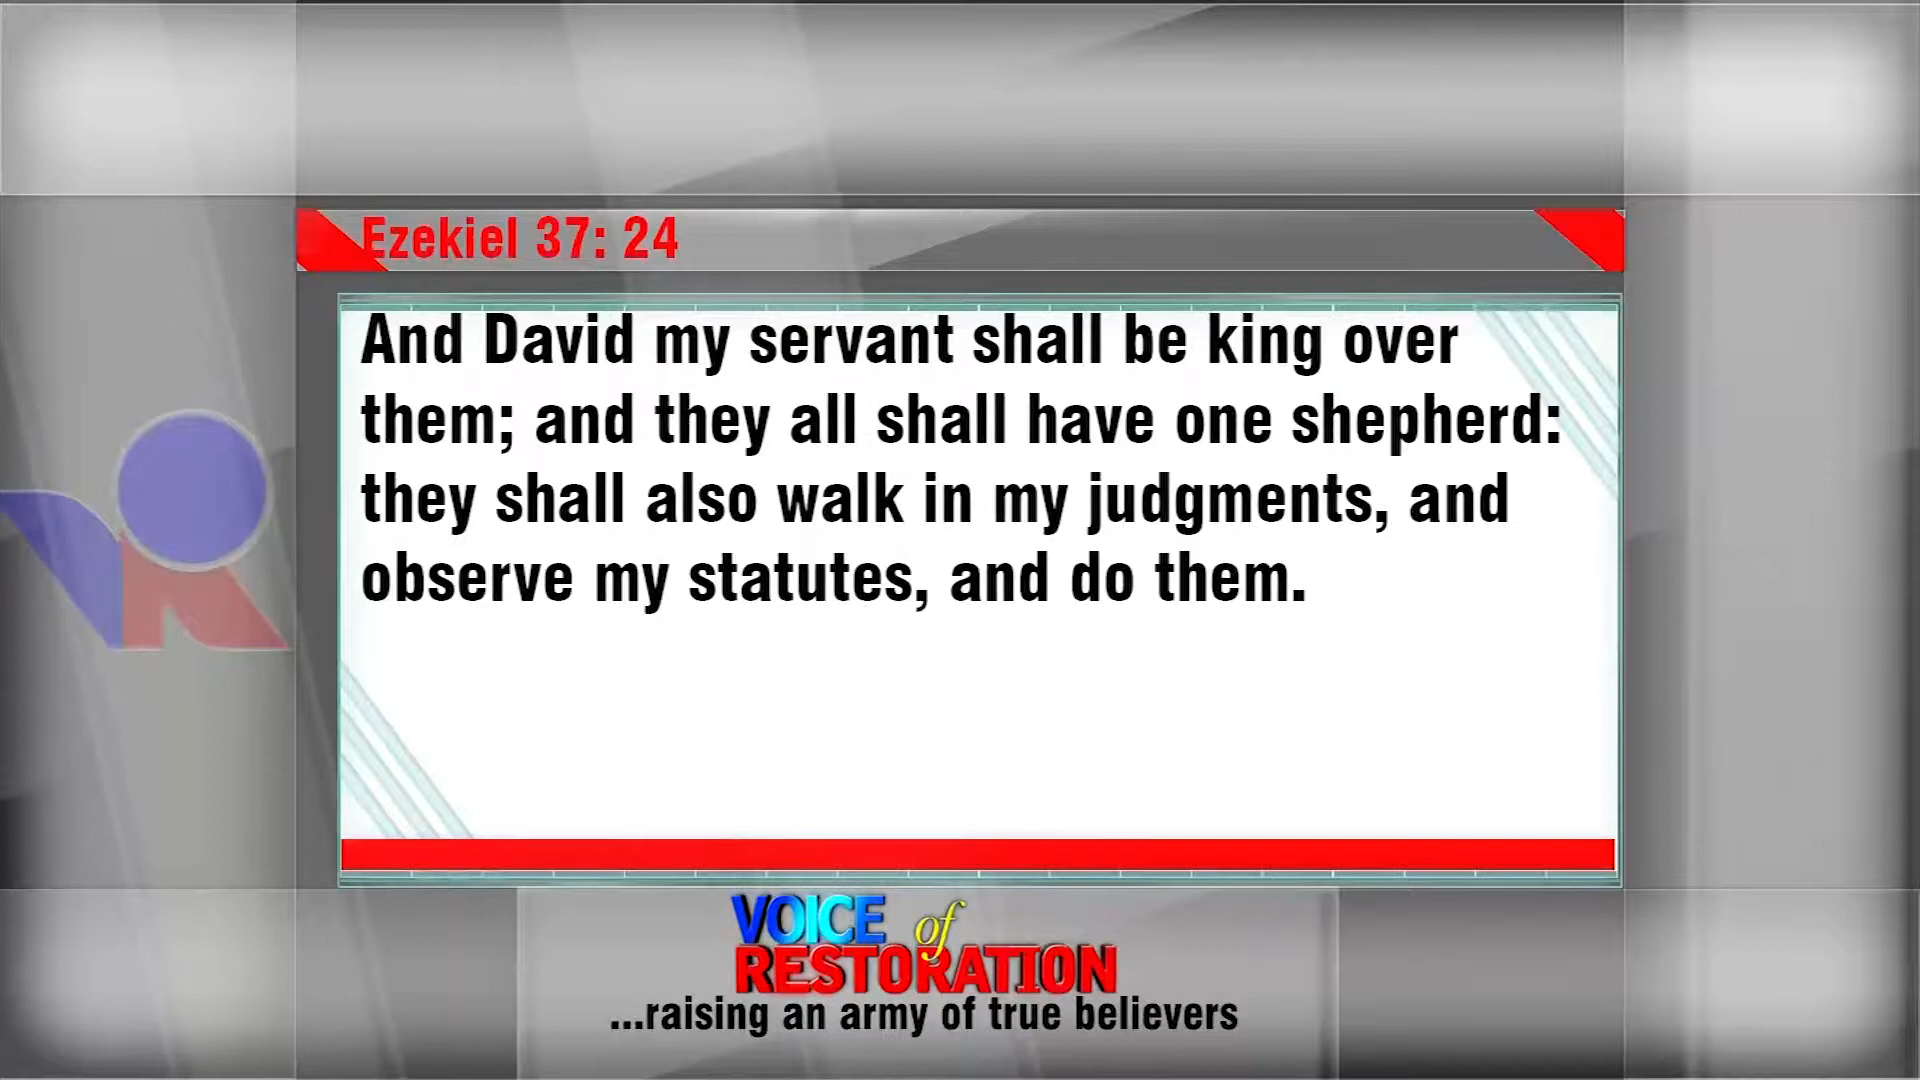 Ezekiel 37: 24
And David my servant shall be king over
them; and they all shall have one shepherd:
they shall also walk in my judgments, and
observe my statutes, and do them.
VOICE of
RESTORATION
...raising an army of true believers